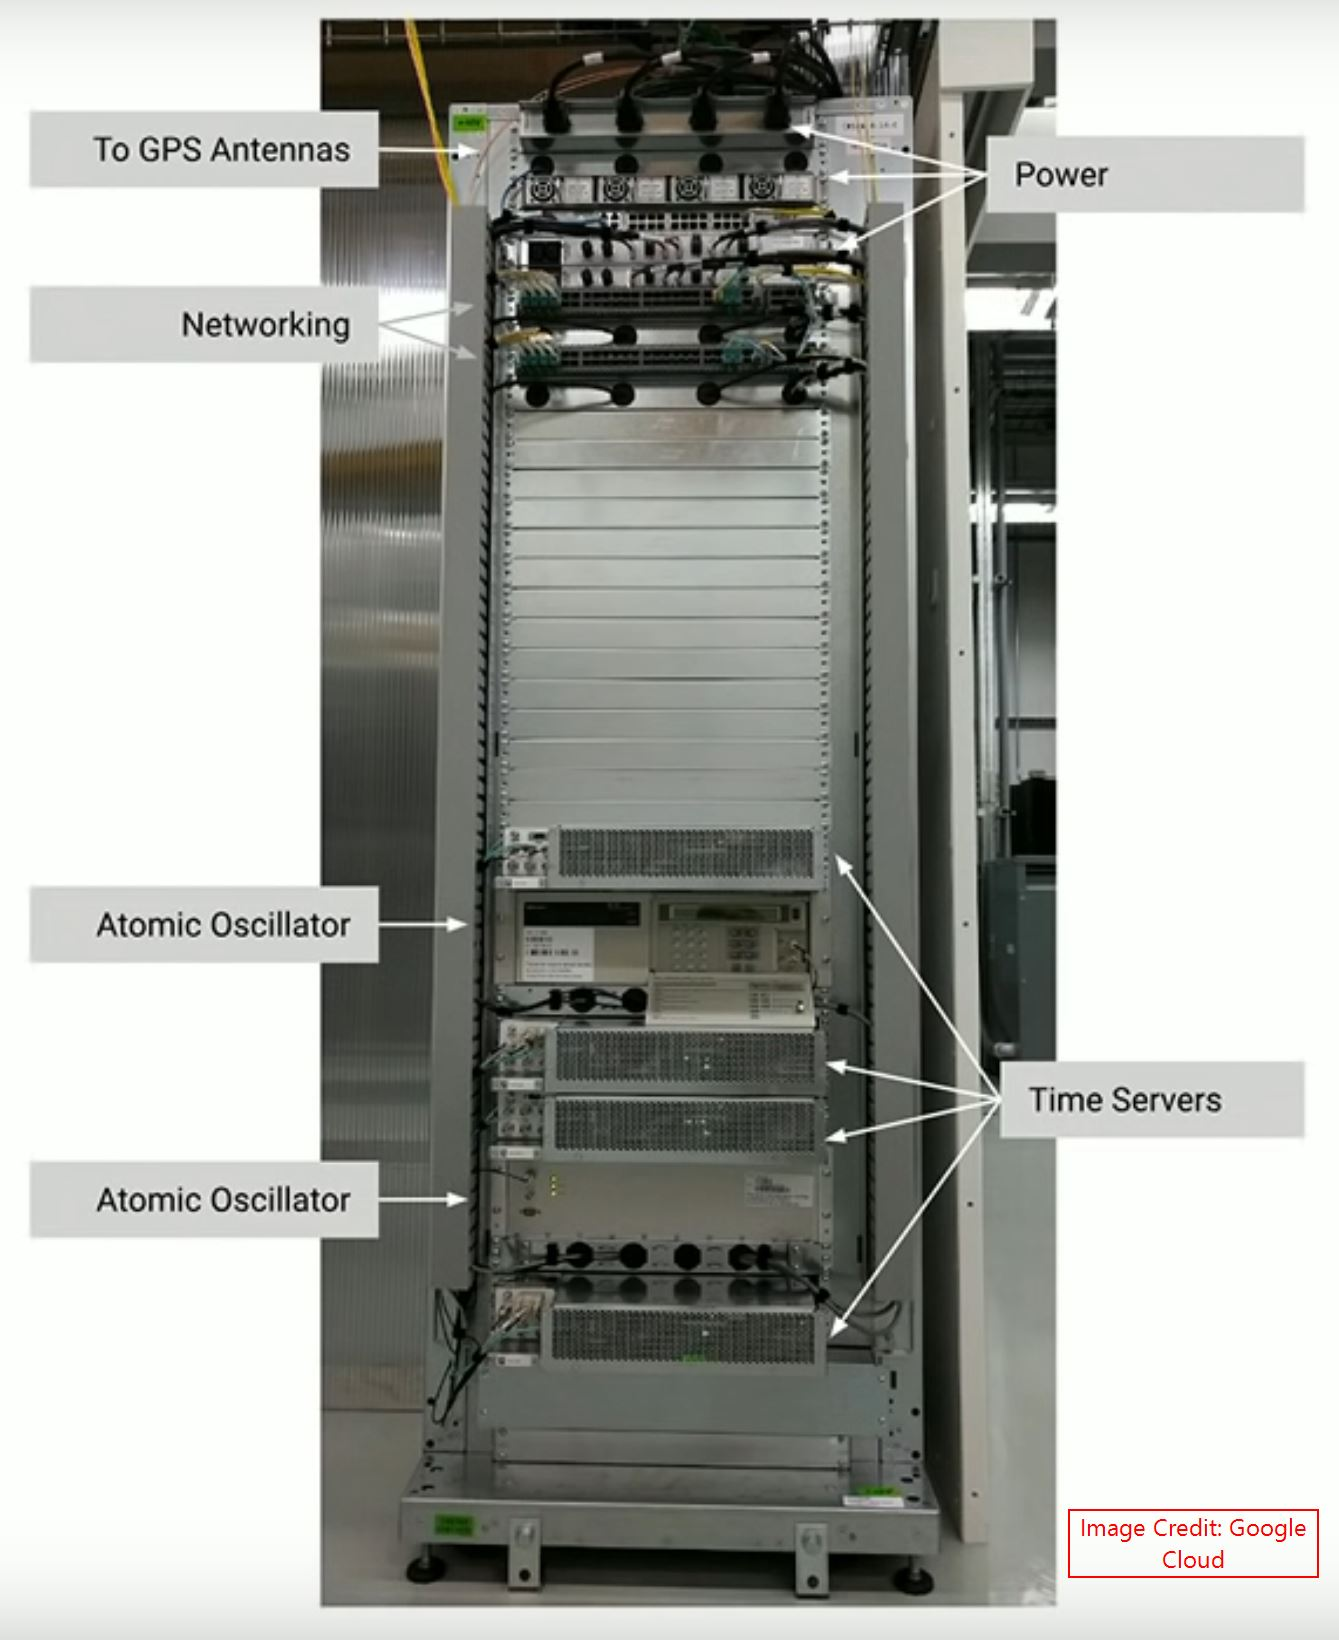 To GPS Antennas
Power
Networking
Atomic Oscillator
Time Servers
Atomic Oscillator
Image Credit: Google
Cloud